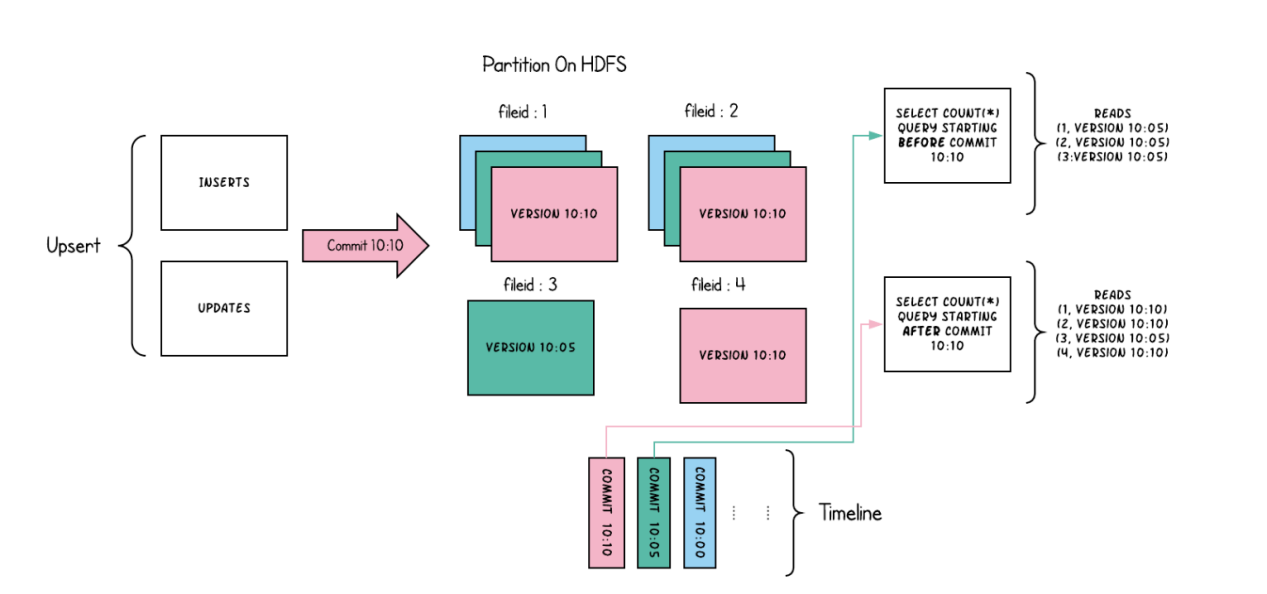 Partition On HDFS
fileid : 1
fileid : 2
SELECT COUNT(*)
QUERY STARTING
BEFORE COMMIT
10:10
READS
(1, VERSION 10:05)
(2, VERSION 10:05)
(3:VERSION 10:05)
INSERTS
VERSION 10:10
VERSION 10:10
Upsert
Commit 10:10
fileid : 3
fileid : 4
UPDATES
VERSION 10:05
VERSION 10:10
SELECT COUNT(*)
QUERY STARTING
AFTER COMMIT
10:10
READS
(1, VERSION 10:10)
(2, VERSION 10:10)
(3, VERSION 10:05)
(4, VERSION 10:10)
COMMIT 10:10
COMMIT 10:05
COMMIT 10:00
Timeline